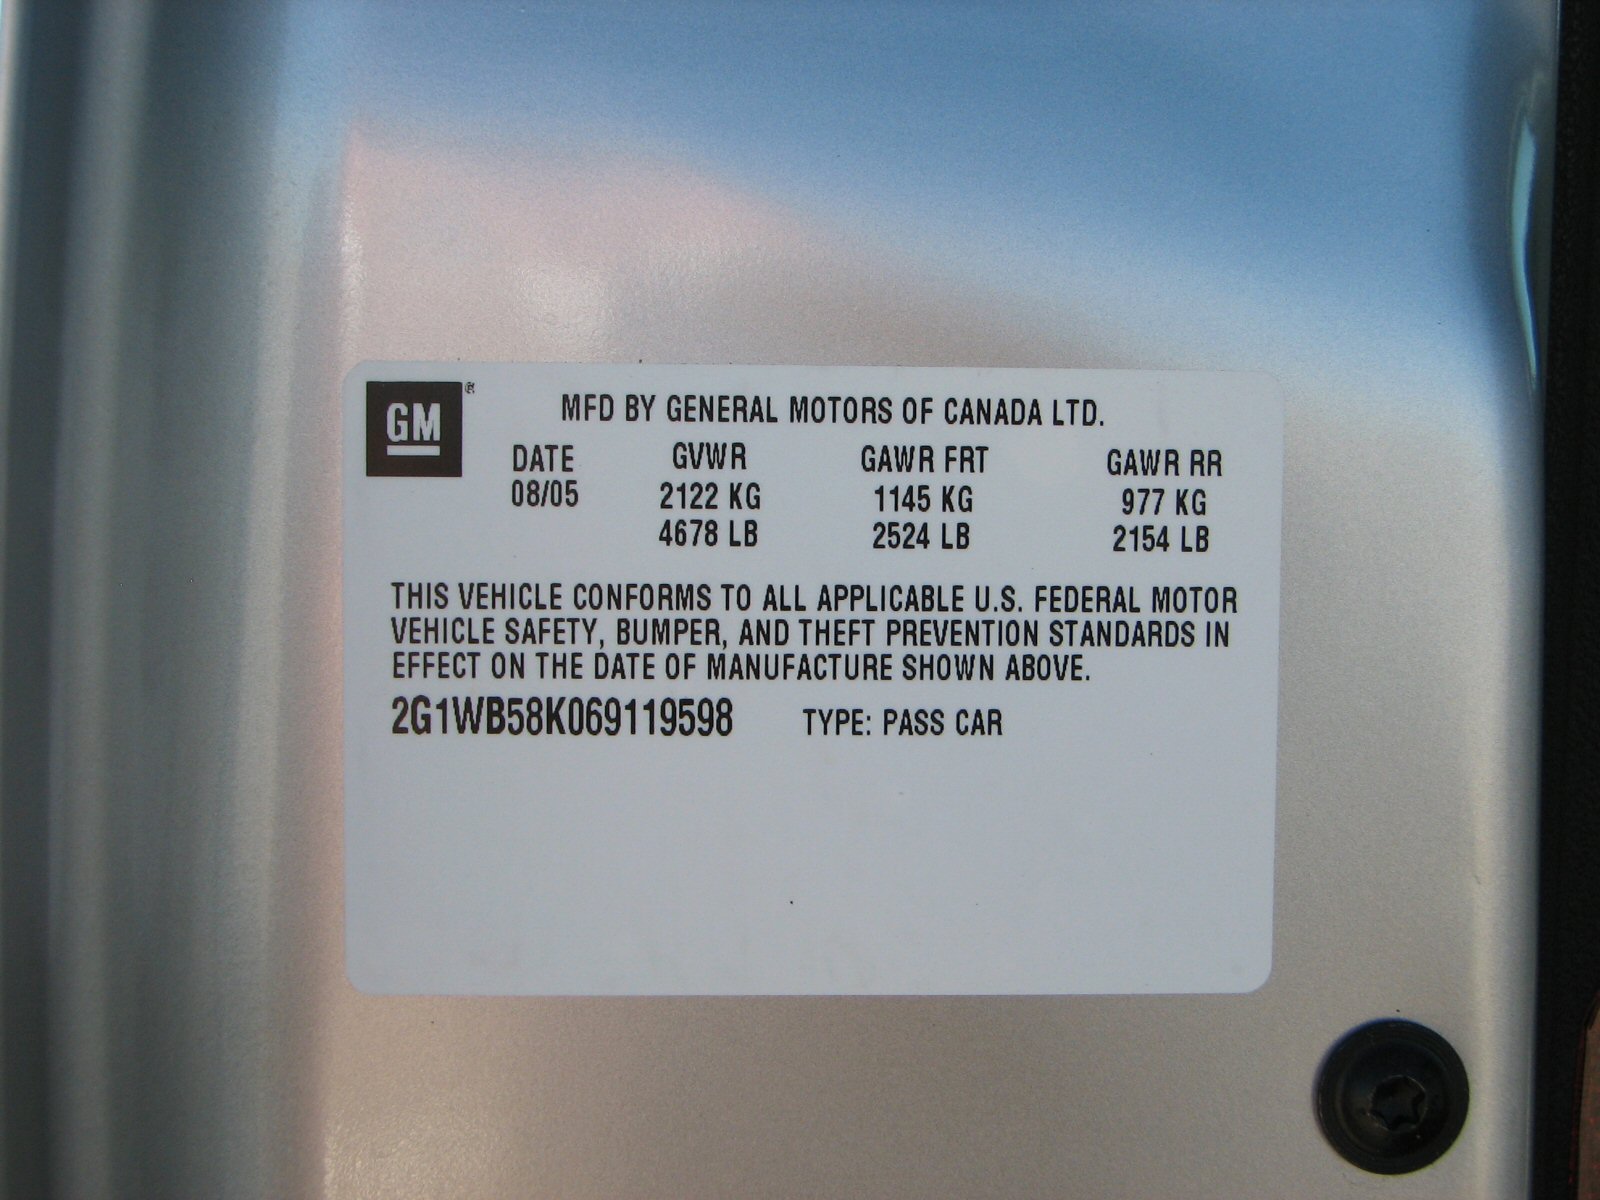 GM®
MFD BY GENERAL MOTORS OF CANADA LTD.
DATE GVWR GAWR FRT GAWR RR
08/05 2122 KG 1145 KG 977 KG
4678 LB 2524 LB 2154 LB
THIS VEHICLE CONFORMS TO ALL APPLICABLE U.S. FEDERAL MOTOR
VEHICLE SAFETY, BUMPER, AND THEFT PREVENTION STANDARDS IN
EFFECT ON THE DATE OF MANUFACTURE SHOWN ABOVE.
2G1WB58K069119598 TYPE: PASS CAR